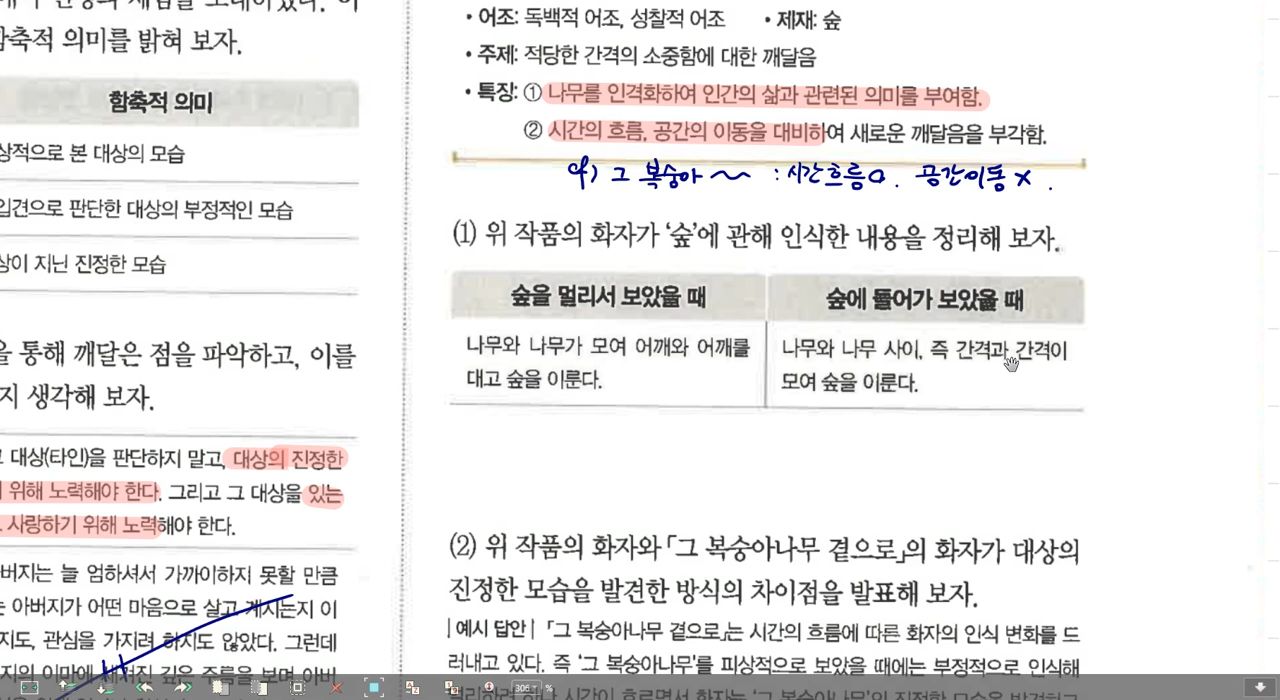 축적 의미를 밝혀 보자.
함축적 의미
상적으로 본 대상의 모습
입견으로 판단한 대상의 부정적인 모습
상이 지닌 진정한 모습
을 통해 깨달은 점을 파악하고, 이를
지 생각해 보자.
대상(타인)을 판단하지 말고, 대상의 진정한
위해 노력해야 한다. 그리고 그 대상을 있는
사랑하기 위해 노력해야 한다.
버지는 늘 엄하셔서 가까이하지 못할 만큼
는 아버지가 어떤 마음으로 살고 계시는지 이
지도, 관심을 가지려 하지도 않았다. 그런데
지의 이마에 새겨진 깊은 주름을 보며 아버
• 어조: 독백적 어조, 성찰적 어조 • 제재: 숲
• 주제: 적당한 간격의 소중함에 대한 깨달음
• 특징: ① 나무를 인격화하여 인간의 삶과 관련된 의미를 부여함.
② 시간의 흐름, 공간의 이동을 대비하여 새로운 깨달음을 부각함.
그 복숭아 ~~ : 시간흐름o. 공간이동 x.
(1) 위 작품의 화자가 ‘숲’에 관해 인식한 내용을 정리해 보자.
숲을 멀리서 보았을 때
숲에 들어가 보았을 때
나무와 나무가 모여 어깨와 어깨를
대고 숲을 이룬다.
나무와 나무 사이, 즉 간격과 간격이
모여 숲을 이룬다.
(2) 위 작품의 화자와 「그 복숭아나무 곁으로」의 화자가 대상의
진정한 모습을 발견한 방식의 차이점을 발표해 보자.
|예시 답안| 「그 복숭아나무 곁으로」는 시간의 흐름에 따른 화자의 인식 변화를 드
러내고 있다. 즉 ‘그 복숭아나무’를 피상적으로 보았을 때에는 부정적으로 인식해
306 %